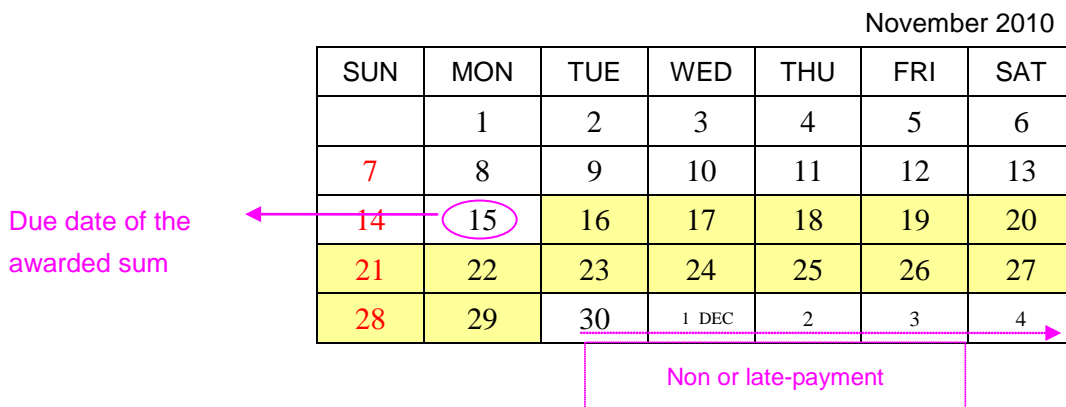 November 2010
SUN MON TUE WED THU FRI SAT
1 2 3 4 5 6
7 8 9 10 11 12 13
14 15 16 17 18 19 20
21 22 23 24 25 26 27
28 29 30 1 DEC 2 3 4
Due date of the
awarded sum
Non or late-payment